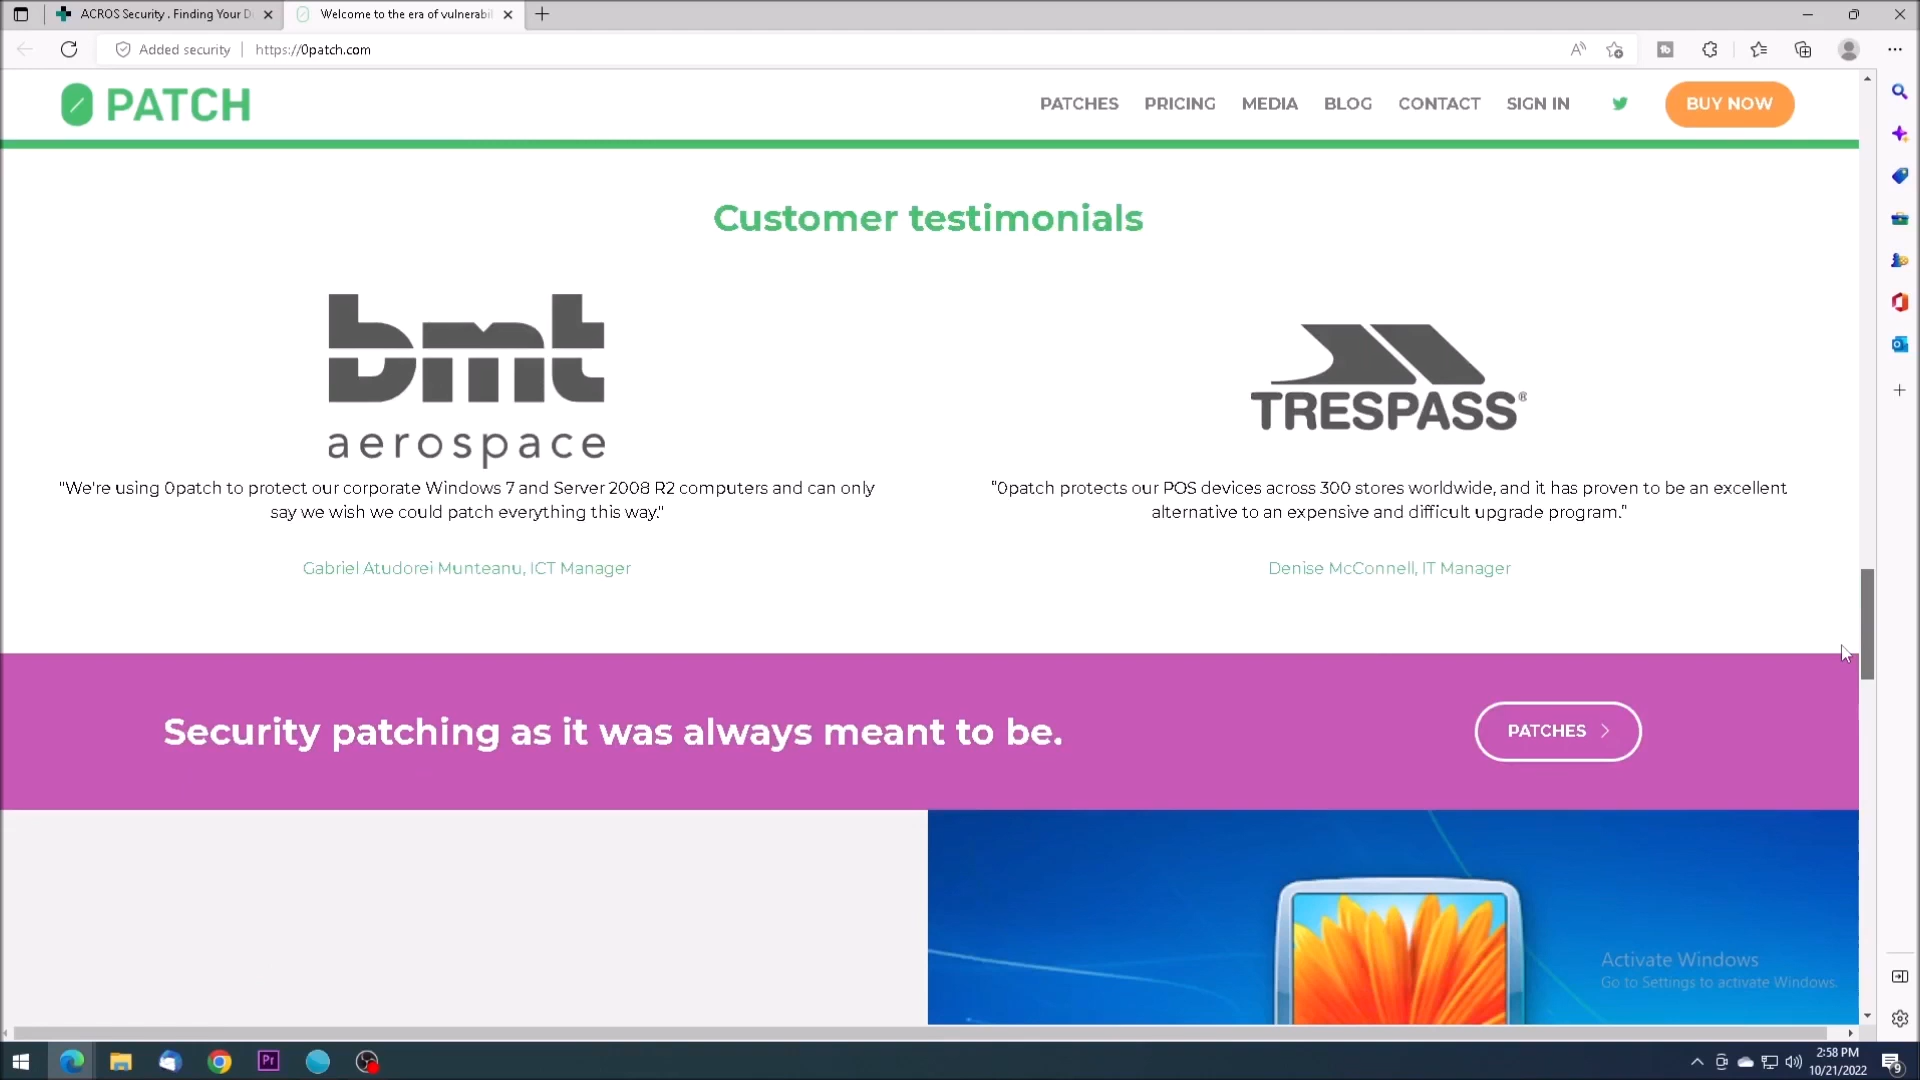 ACROS Security . Finding Your D
Welcome to the era of vulnerabil
Added security
https://0patch.com
0 PATCH
PATCHES
PRICING
MEDIA
BLOG
CONTACT
SIGN IN
BUY NOW
Customer testimonials
bmt
aerospace
TRESPASS®
"We're using 0patch to protect our corporate Windows 7 and Server 2008 R2 computers and can only
say we wish we could patch everything this way."
Gabriel Atudorei Munteanu, ICT Manager
"0patch protects our POS devices across 300 stores worldwide, and it has proven to be an excellent
alternative to an expensive and difficult upgrade program."
Denise McConnell, IT Manager
Security patching as it was always meant to be.
PATCHES
Activate Windows
Go to Settings to activate Windows.
Pr
2:58 PM
10/21/2022
9